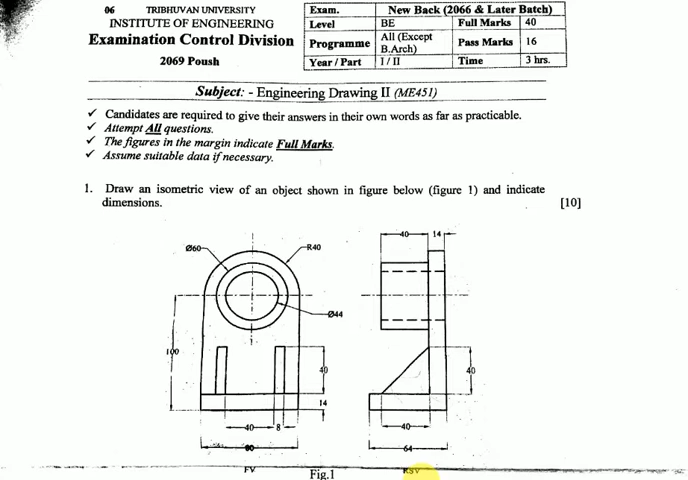 06 TRIBHUVAN UNIVERSITY
INSTITUTE OF ENGINEERING
Examination Control Division
2069 Poush
Exam. New Back (2066 & Later Batch)
Level BE Full Marks 40
Programme All (Except B.Arch) Pass Marks 16
Year / Part I / II Time 3 hrs.
Subject: - Engineering Drawing II (ME451)
✓ Candidates are required to give their answers in their own words as far as practicable.
✓ Attempt All questions.
✓ The figures in the margin indicate Full Marks.
✓ Assume suitable data if necessary.
1. Draw an isometric view of an object shown in figure below (figure 1) and indicate
dimensions. [10]
40 14
Ø60 R40
Ø44
100
40 40
14
40 8 40
80 64
FV RSV
Fig.1